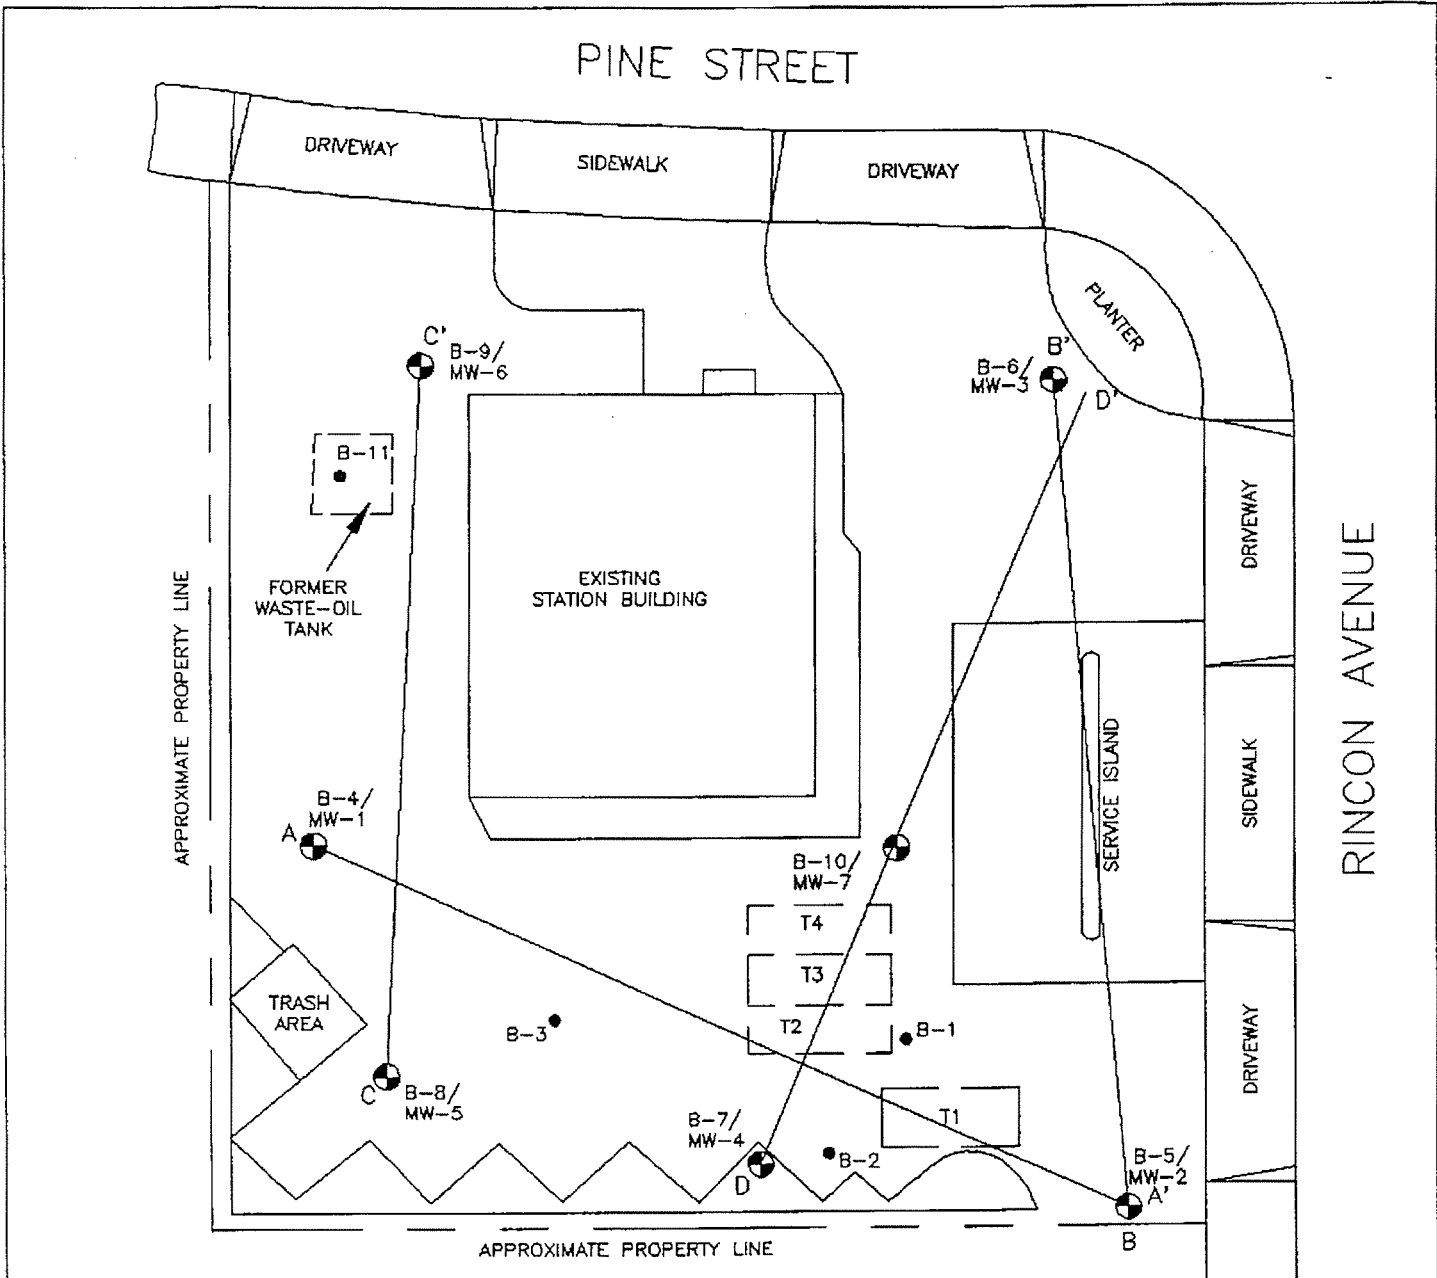 PINE STREET
DRIVEWAY
SIDEWALK
DRIVEWAY
PLANTER
C'
B-9/
MW-6
B'
B-6/
MW-3
D'
B-11
DRIVEWAY
FORMER
WASTE-OIL
TANK
EXISTING
STATION BUILDING
APPROXIMATE PROPERTY LINE
RINCON AVENUE
SERVICE ISLAND
SIDEWALK
B-4/
MW-1
A
B-10/
MW-7
T4
T3
T2
TRASH
AREA
B-3
B-1
DRIVEWAY
C
B-8/
MW-5
B-7/
MW-4
T1
B-2
D
B-5/
MW-2
A'
B
APPROXIMATE PROPERTY LINE